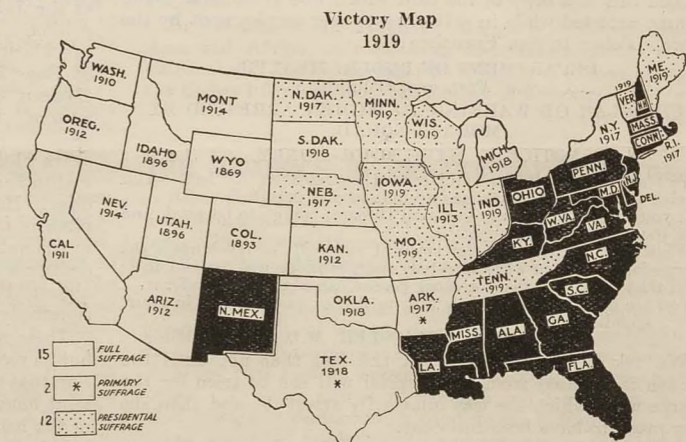 Victory Map
1919
WASH.
1910
OREG.
1912
CAL
1911
NEV.
1914
IDAHO
1896
MONT
1914
WYO
1869
UTAH.
1896
COL.
1893
ARIZ.
1912
N.MEX.
N.DAK.
1917
S.DAK.
1918
NEB.
1917
KAN.
1912
OKLA.
1918
TEX.
1918
*
MINN.
1919
IOWA.
1919
MO.
1919
ARK.
1917
*
LA.
WIS.
1919
ILL
1913
MICH.
1918
IND.
1919
OHIO
KY.
TENN.
1919
MISS.
ALA.
GA.
FLA.
S.C.
N.C.
VA.
W.VA.
M.D.
DEL.
N.J.
PENN.
N.Y.
1917
1919
VER
N.H.
ME.
1919
MASS.
CONN.
R.I.
1917
15 FULL
SUFFRAGE
2 * PRIMARY
SUFFRAGE
12 PRESIDENTIAL
SUFFRAGE